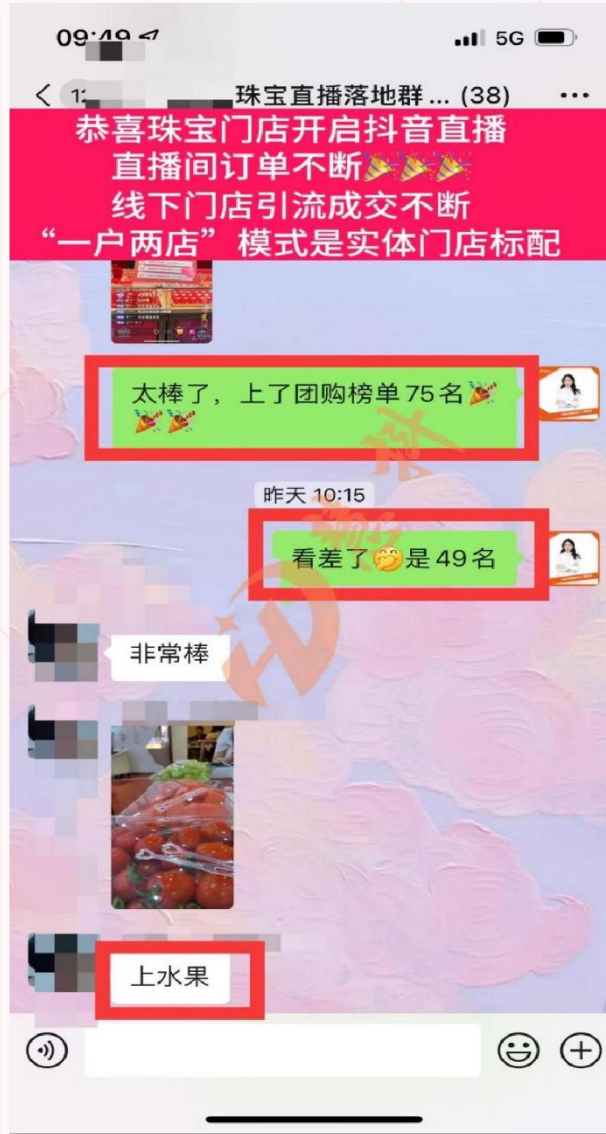 09:49
5G
珠宝直播落地群... (38)
恭喜珠宝门店开启抖音直播
直播间订单不断🎉🎉🎉
线下门店引流成交不断
“一户两店”模式是实体门店标配
太棒了，上了团购榜单75名🎉
🎉🎉
昨天 10:15
看差了🤭是49名
非常棒
上水果